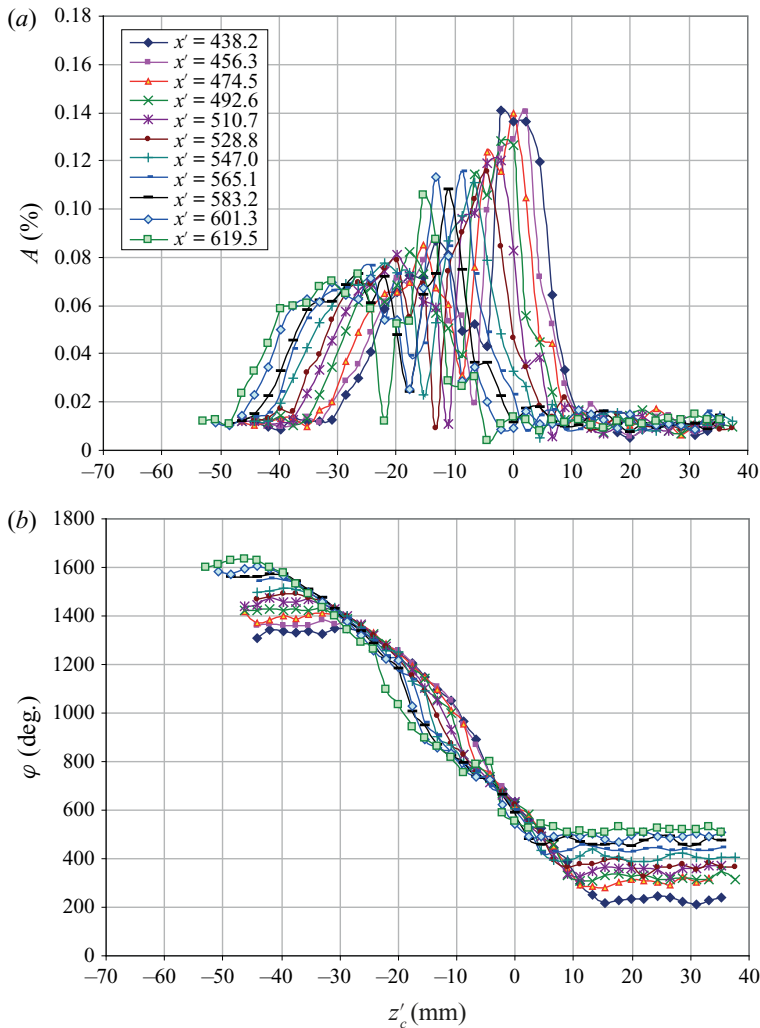 (a)
0.18
0.16
0.14
0.12
0.10
0.08
0.06
0.04
0.02
0
A (%)
x′ = 438.2
x′ = 456.3
x′ = 474.5
x′ = 492.6
x′ = 510.7
x′ = 528.8
x′ = 547.0
x′ = 565.1
x′ = 583.2
x′ = 601.3
x′ = 619.5
–70 –60 –50 –40 –30 –20 –10 0 10 20 30 40
(b)
1800
1600
1400
1200
1000
800
600
400
200
0
φ (deg.)
–70 –60 –50 –40 –30 –20 –10 0 10 20 30 40
z′c (mm)